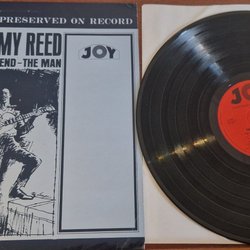 PRESERVED ON RECORD
MY REED
END – THE MAN
JOY
JOY